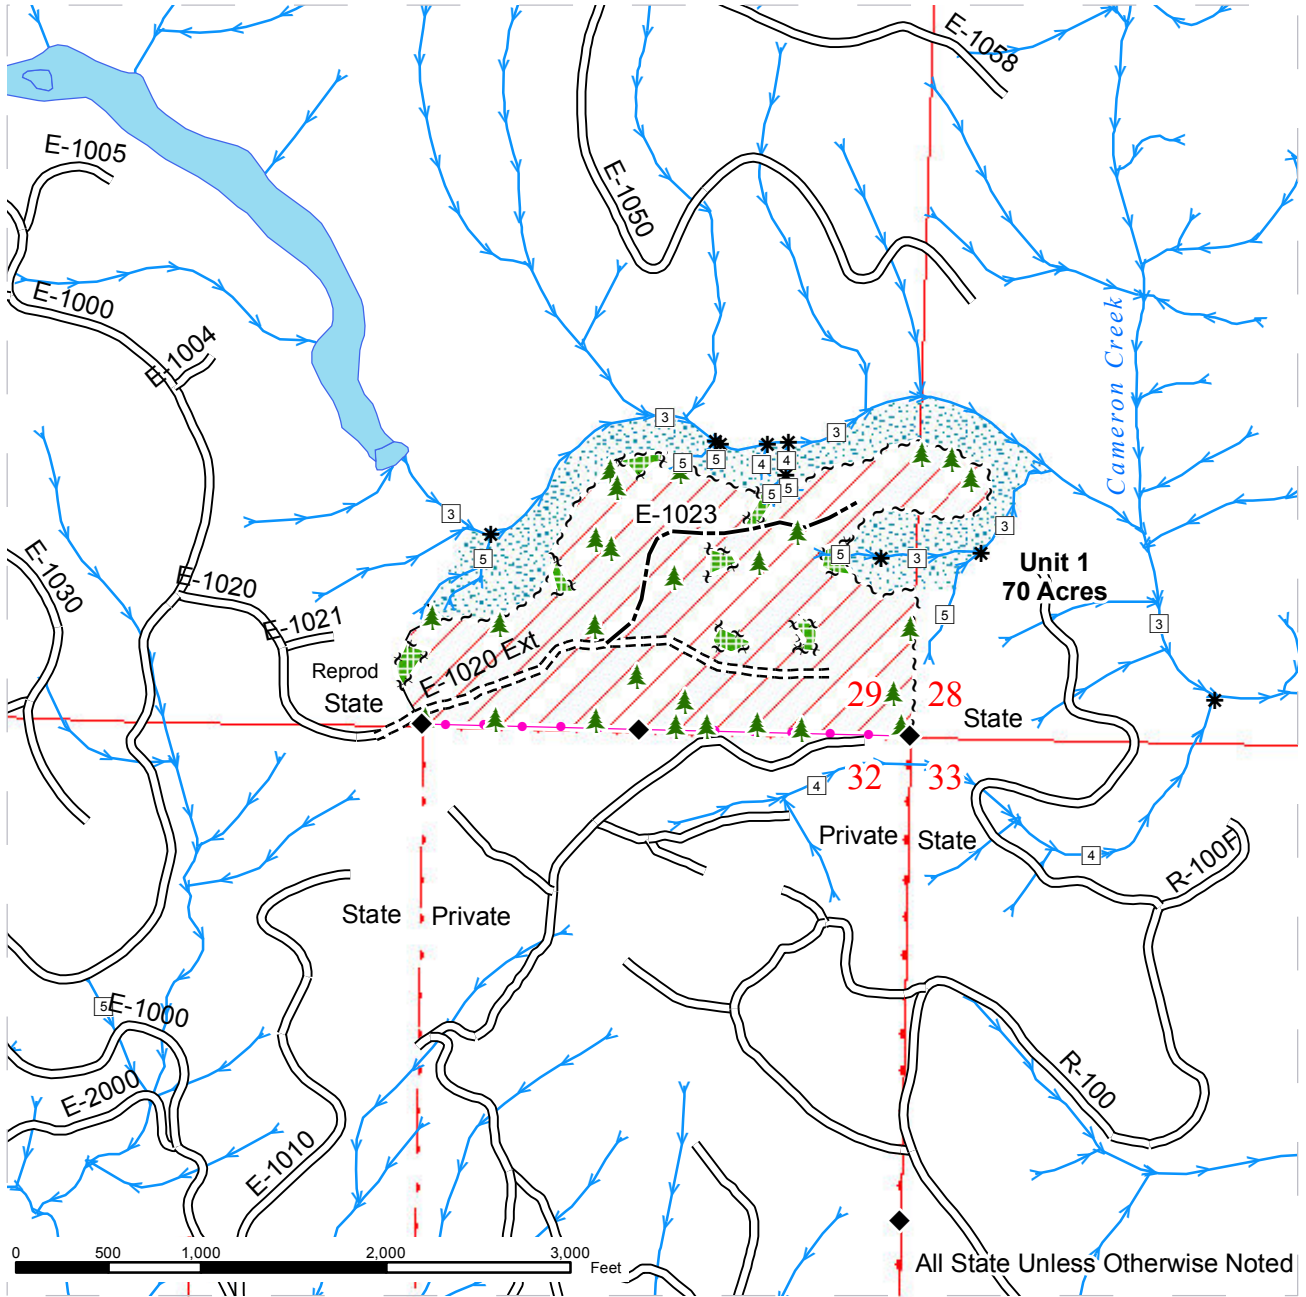 E-1058
E-1005
E-1050
E-1000
Cameron Creek
E-1004
3
3
5
5
4
4
5
5
3
E-1023
3
5
5
3
E-1030
E-1020
Unit 1
70 Acres
E-1021
5
3
E-1020 Ext
Reprod
State
29
28
State
32
33
4
Private
State
4
R-100F
State
Private
5
E-1000
E-2000
R-100
E-1010
0
500
1,000
2,000
3,000
Feet
All State Unless Otherwise Noted